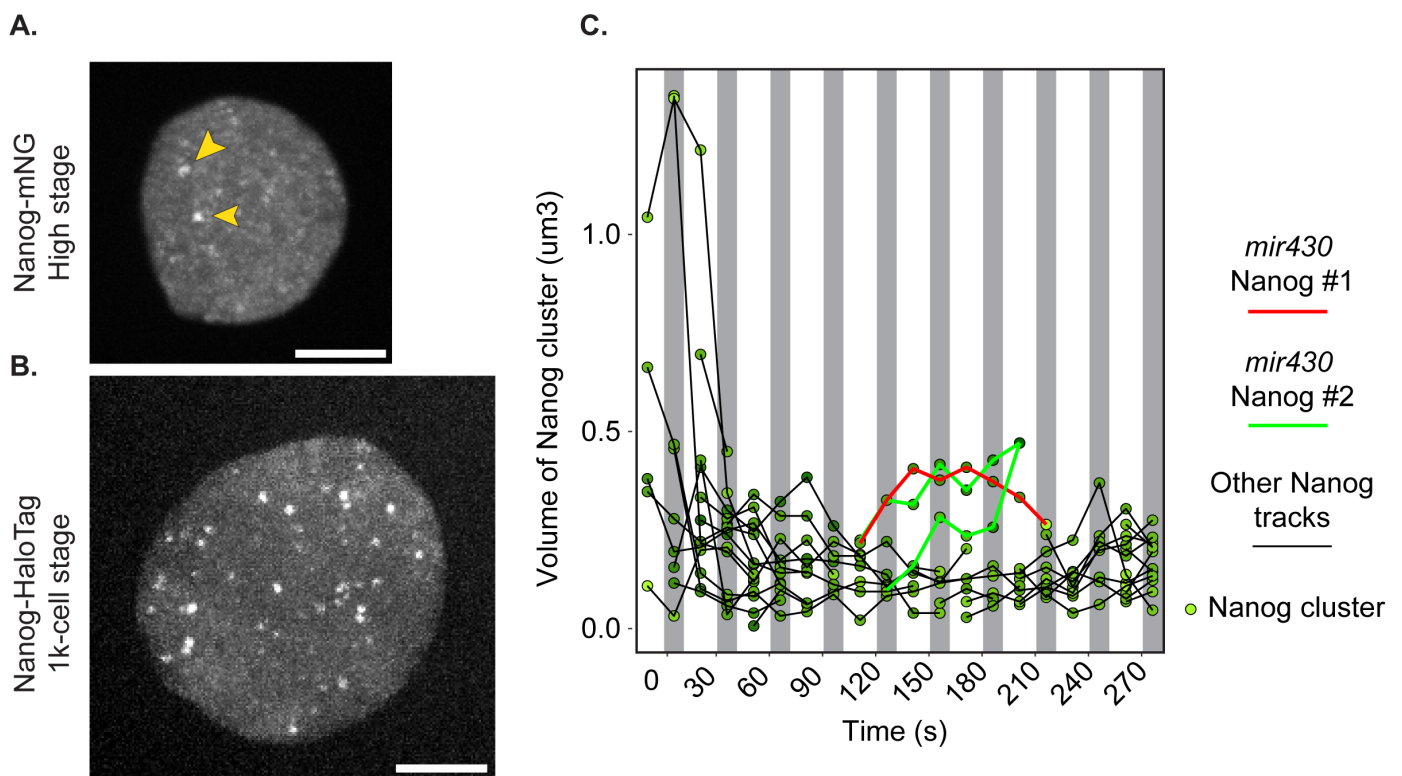 A.
Nanog-mNG
High stage
B.
Nanog-HaloTag
1k-cell stage
C.
Volume of Nanog cluster (um3)
1.0
0.5
0.0
0
30
60
90
120
150
180
210
240
270
Time (s)
mir430
Nanog #1
mir430
Nanog #2
Other Nanog
tracks
Nanog cluster